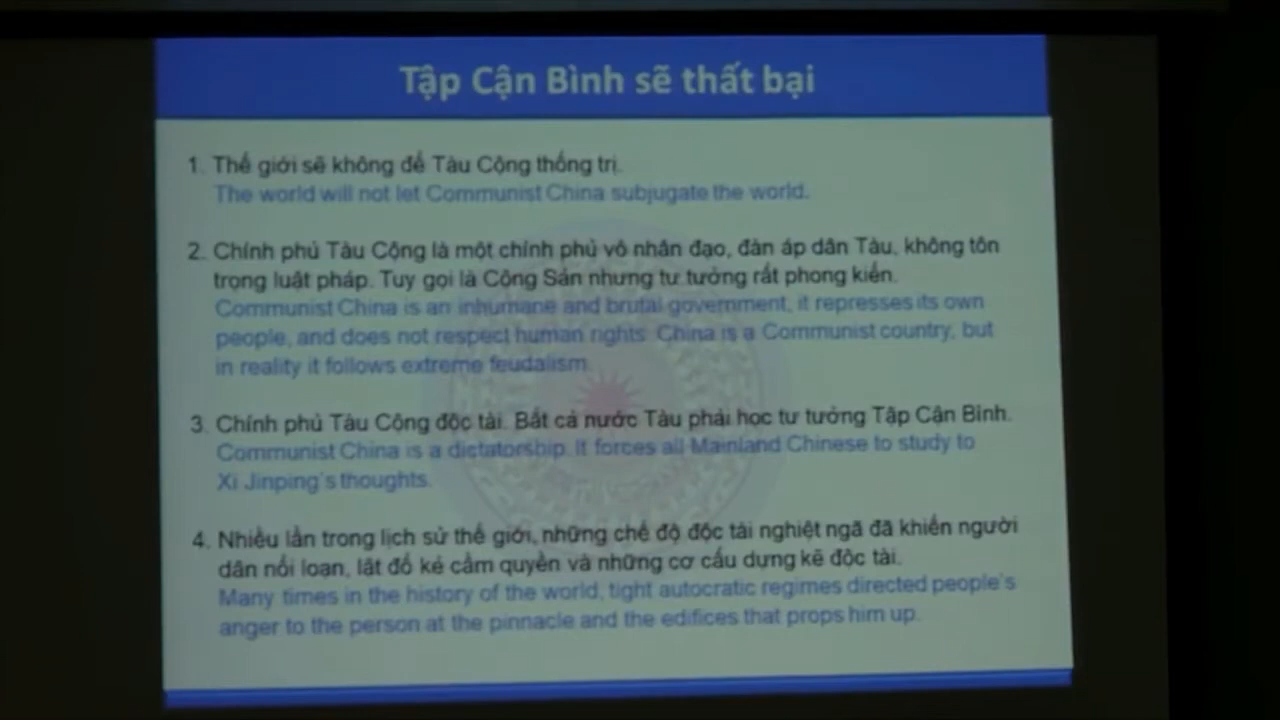 Tập Cận Bình sẽ thất bại
1. Thế giới sẽ không để Tàu Cộng thống trị.
The world will not let Communist China subjugate the world.
2. Chính phủ Tàu Cộng là một chính phủ vô nhân đạo, đàn áp dân Tàu, không tôn
trọng luật pháp. Tuy gọi là Cộng Sản nhưng tư tưởng rất phong kiến.
Communist China is an inhumane and brutal government, it represses its own
people, and does not respect human rights. China is a Communist country, but
in reality it follows extreme feudalism.
3. Chính phủ Tàu Cộng độc tài. Bắt cả nước Tàu phải học tư tưởng Tập Cận Bình.
Communist China is a dictatorship. It forces all Mainland Chinese to study to
Xi Jinping's thoughts.
4. Nhiều lần trong lịch sử thế giới, những chế độ độc tài nghiệt ngã đã khiến người
dân nổi loạn, lật đổ kẻ cầm quyền và những cơ cấu dựng kẽ độc tài.
Many times in the history of the world, tight autocratic regimes directed people's
anger to the person at the pinnacle and the edifices that props him up.